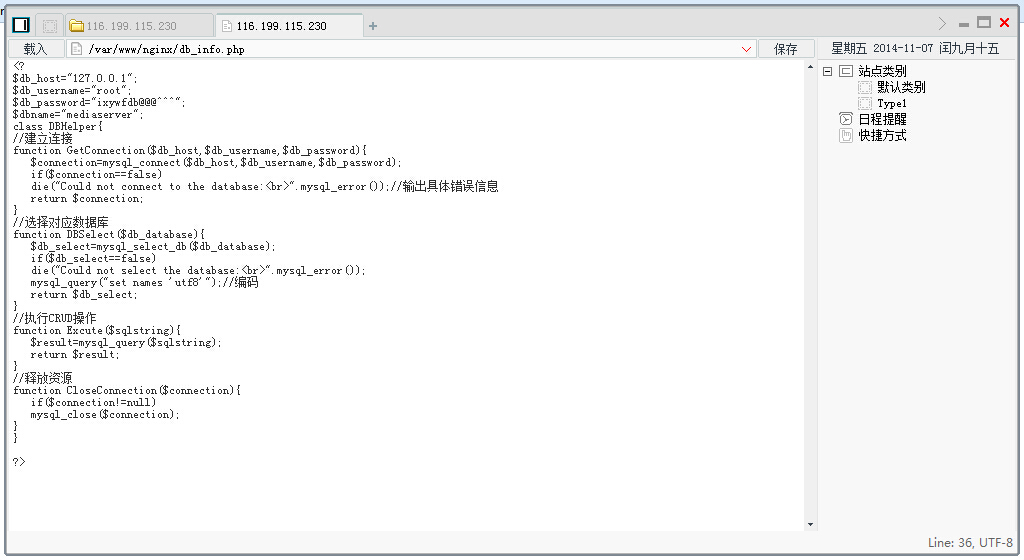 116.199.115.230
116.199.115.230
+
载入
/var/www/nginx/db_info.php
保存
星期五 2014-11-07 闰九月十五
<?
$db_host="127.0.0.1";
$db_username="root";
$db_password="ixywfdb@@@^^^";
$dbname="mediaserver";
class DBHelper{
//建立连接
function GetConnection($db_host,$db_username,$db_password){
$connection=mysql_connect($db_host,$db_username,$db_password);
if($connection==false)
die("Could not connect to the database:<br>".mysql_error());//输出具体错误信息
return $connection;
}
//选择对应数据库
function DBSelect($db_database){
$db_select=mysql_select_db($db_database);
if($db_select==false)
die("Could not select the database:<br>".mysql_error());
mysql_query("set names 'utf8'");//编码
return $db_select;
}
//执行CRUD操作
function Excute($sqlstring){
$result=mysql_query($sqlstring);
return $result;
}
//释放资源
function CloseConnection($connection){
if($connection!=null)
mysql_close($connection);
}
}
?>
站点类别
默认类别
Type1
日程提醒
快捷方式
Line: 36, UTF-8